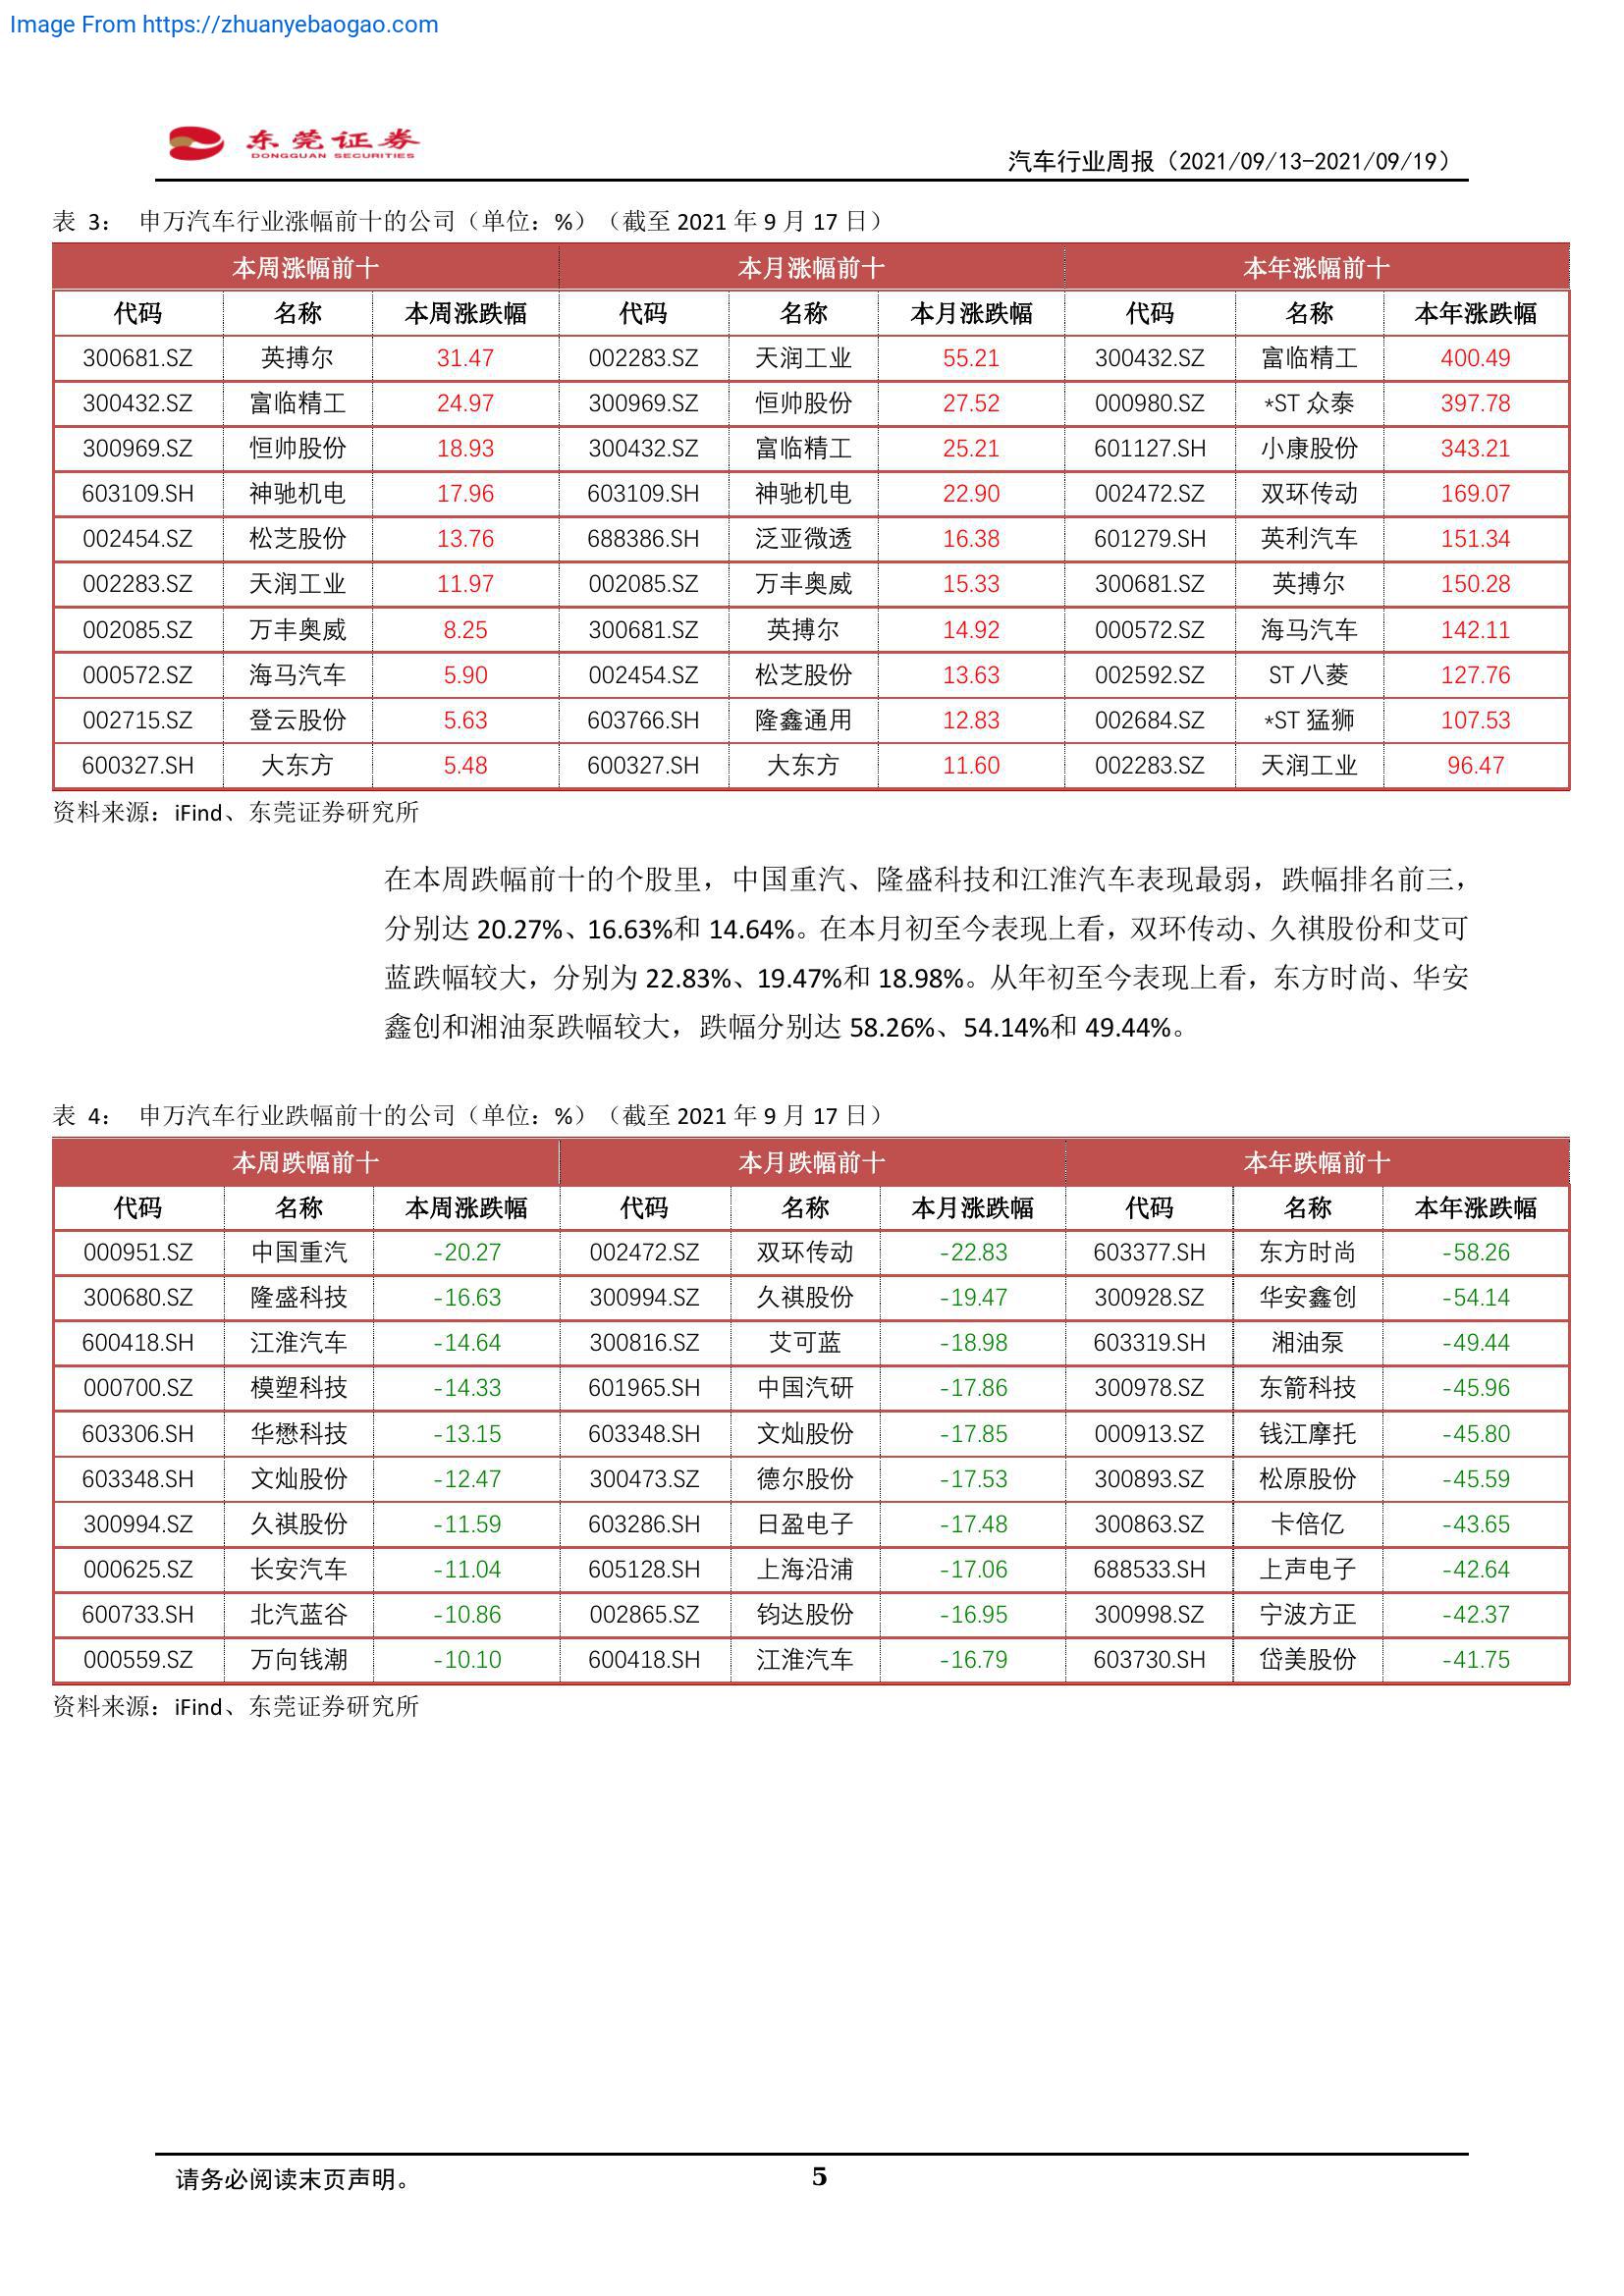 Image From https://zhuanyebaogao.com
东莞证券
DONGGUAN SECURITIES
汽车行业周报（2021/09/13-2021/09/19）
表 3： 申万汽车行业涨幅前十的公司（单位：%）（截至 2021 年 9 月 17 日）
本周涨幅前十 本月涨幅前十 本年涨幅前十
代码 名称 本周涨跌幅 代码 名称 本月涨跌幅 代码 名称 本年涨跌幅
300681.SZ 英搏尔 31.47 002283.SZ 天润工业 55.21 300432.SZ 富临精工 400.49
300432.SZ 富临精工 24.97 300969.SZ 恒帅股份 27.52 000980.SZ *ST 众泰 397.78
300969.SZ 恒帅股份 18.93 300432.SZ 富临精工 25.21 601127.SH 小康股份 343.21
603109.SH 神驰机电 17.96 603109.SH 神驰机电 22.90 002472.SZ 双环传动 169.07
002454.SZ 松芝股份 13.76 688386.SH 泛亚微透 16.38 601279.SH 英利汽车 151.34
002283.SZ 天润工业 11.97 002085.SZ 万丰奥威 15.33 300681.SZ 英搏尔 150.28
002085.SZ 万丰奥威 8.25 300681.SZ 英搏尔 14.92 000572.SZ 海马汽车 142.11
000572.SZ 海马汽车 5.90 002454.SZ 松芝股份 13.63 002592.SZ ST 八菱 127.76
002715.SZ 登云股份 5.63 603766.SH 隆鑫通用 12.83 002684.SZ *ST 猛狮 107.53
600327.SH 大东方 5.48 600327.SH 大东方 11.60 002283.SZ 天润工业 96.47
资料来源：iFind、东莞证券研究所
在本周跌幅前十的个股里，中国重汽、隆盛科技和江淮汽车表现最弱，跌幅排名前三，
分别达 20.27%、16.63%和 14.64%。在本月初至今表现上看，双环传动、久祺股份和艾可
蓝跌幅较大，分别为 22.83%、19.47%和 18.98%。从年初至今表现上看，东方时尚、华安
鑫创和湘油泵跌幅较大，跌幅分别达 58.26%、54.14%和 49.44%。
表 4： 申万汽车行业跌幅前十的公司（单位：%）（截至 2021 年 9 月 17 日）
本周跌幅前十 本月跌幅前十 本年跌幅前十
代码 名称 本周涨跌幅 代码 名称 本月涨跌幅 代码 名称 本年涨跌幅
000951.SZ 中国重汽 -20.27 002472.SZ 双环传动 -22.83 603377.SH 东方时尚 -58.26
300680.SZ 隆盛科技 -16.63 300994.SZ 久祺股份 -19.47 300928.SZ 华安鑫创 -54.14
600418.SH 江淮汽车 -14.64 300816.SZ 艾可蓝 -18.98 603319.SH 湘油泵 -49.44
000700.SZ 模塑科技 -14.33 601965.SH 中国汽研 -17.86 300978.SZ 东箭科技 -45.96
603306.SH 华懋科技 -13.15 603348.SH 文灿股份 -17.85 000913.SZ 钱江摩托 -45.80
603348.SH 文灿股份 -12.47 300473.SZ 德尔股份 -17.53 300893.SZ 松原股份 -45.59
300994.SZ 久祺股份 -11.59 603286.SH 日盈电子 -17.48 300863.SZ 卡倍亿 -43.65
000625.SZ 长安汽车 -11.04 605128.SH 上海沿浦 -17.06 688533.SH 上声电子 -42.64
600733.SH 北汽蓝谷 -10.86 002865.SZ 钧达股份 -16.95 300998.SZ 宁波方正 -42.37
000559.SZ 万向钱潮 -10.10 600418.SH 江淮汽车 -16.79 603730.SH 岱美股份 -41.75
资料来源：iFind、东莞证券研究所
请务必阅读末页声明。 5